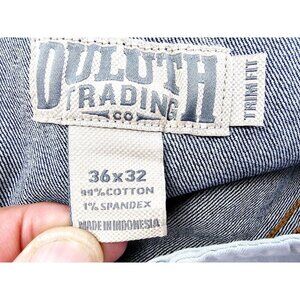 DULUTH
TRADING
CO
TRIM FIT
36x32
99% COTTON
1% SPANDEX
MADE IN INDONESIA